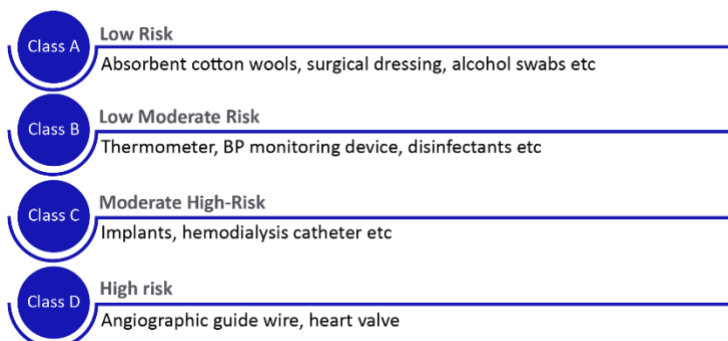 Class A
Low Risk
Absorbent cotton wools, surgical dressing, alcohol swabs etc
Class B
Low Moderate Risk
Thermometer, BP monitoring device, disinfectants etc
Class C
Moderate High-Risk
Implants, hemodialysis catheter etc
Class D
High risk
Angiographic guide wire, heart valve